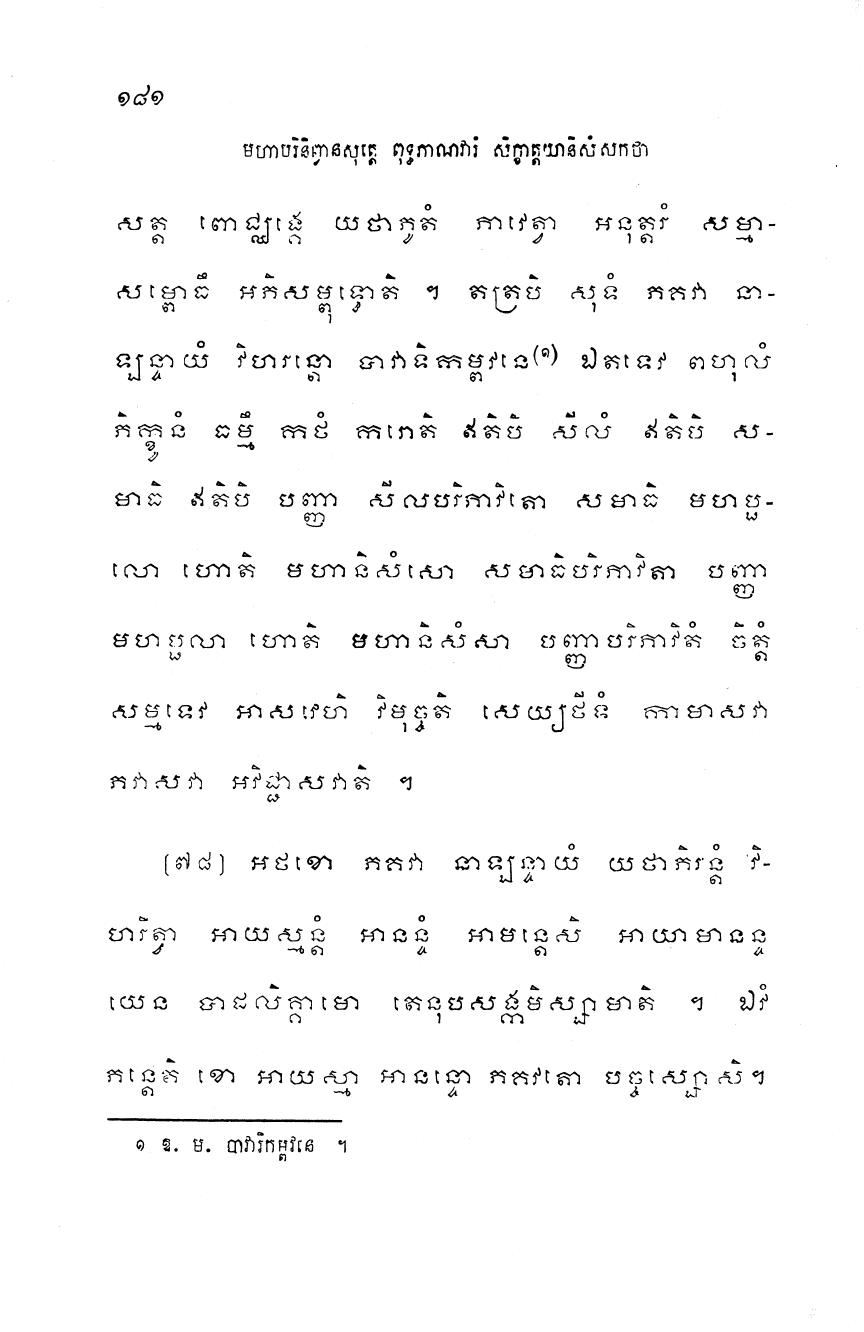 ១៨១
មហាបរិនិព្វានសុត្តេ ពុទ្ធភាណវារំ សិក្ខាត្តយានិសំសកថា
សត្ត ពោជ្ឈង្គេ យថាភូតំ ភាវេត្វា អនុត្តរំ សម្មា-
សម្ពោធឹ អភិសម្ពុទ្ធោតិ ។ តត្របិ សុទំ ភគវា នា-
ឡន្ទាយំ វិហរន្តោ បាវាទិកម្ពវនេ(១) ឯតទេវ ពហុលំ
ភិក្ខូនំ ធម្មឹ កថំ ករោតិ ឥតិបិ សីលំ ឥតិបិ ស-
មាធិ ឥតិបិ បញ្ញា សីលបរិភាវិតោ សមាធិ មហប្ផ-
លោ ហោតិ មហានិសំសោ សមាធិបរិភាវិតា បញ្ញា
មហប្ផលា ហោតិ មហានិសំសា បញ្ញាបរិភាវិតំ ចិត្តំ
សម្មទេវ អាសវេហិ វិមុច្ចតិ សេយ្យថីទំ កាមាសវា
ភវាសវា អវិជ្ជាសវាតិ ។
(៧៨) អថខោ ភគវា នាឡន្ទាយំ យថាភិរន្តំ វិ-
ហរិត្វា អាយស្មន្តំ អានន្ទំ អាមន្តេសិ អាយាមានន្ទ
យេន បាដលិគ្គាមោ តេនុបសង្កមិស្សាមាតិ ។ ឯវំ
ភន្តេតិ ខោ អាយស្មា អានន្ទោ ភគវតោ បច្ចស្សោសិ។
១ ឱ. ម. បាវារិកម្ពវនេ ។